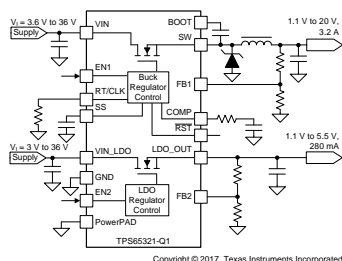 VI = 3.6 V to 36 V
Supply
VIN
BOOT
SW
1.1 V to 20 V,
3.2 A
EN1
RT/CLK
SS
Buck
Regulator
Control
FB1
COMP
RST
VI = 3 V to 36 V
Supply
VIN_LDO
LDO_OUT
1.1 V to 5.5 V,
280 mA
GND
EN2
LDO
Regulator
Control
FB2
PowerPAD
TPS65321-Q1
Copyright © 2017, Texas Instruments Incorporated